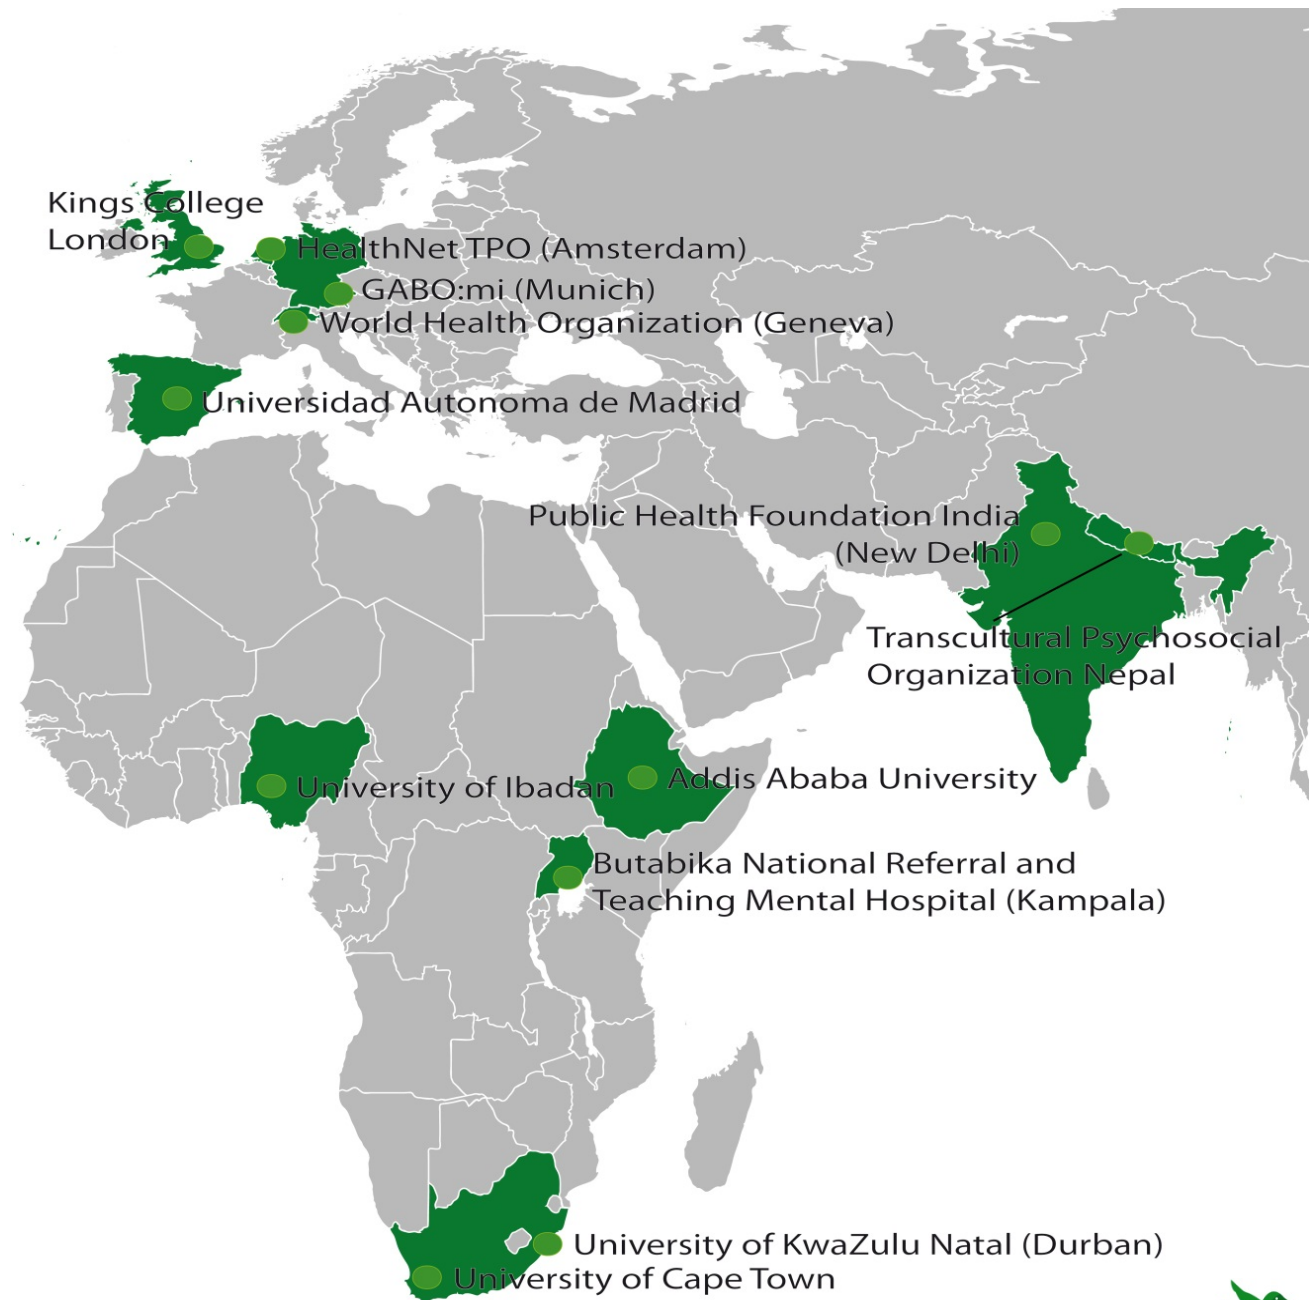 Kings College
London
HealthNet TPO (Amsterdam)
GABO:mi (Munich)
World Health Organization (Geneva)
Universidad Autonoma de Madrid
Public Health Foundation India
(New Delhi)
Transcultural Psychosocial
Organization Nepal
University of Ibadan
Addis Ababa University
Butabika National Referral and
Teaching Mental Hospital (Kampala)
University of KwaZulu Natal (Durban)
University of Cape Town